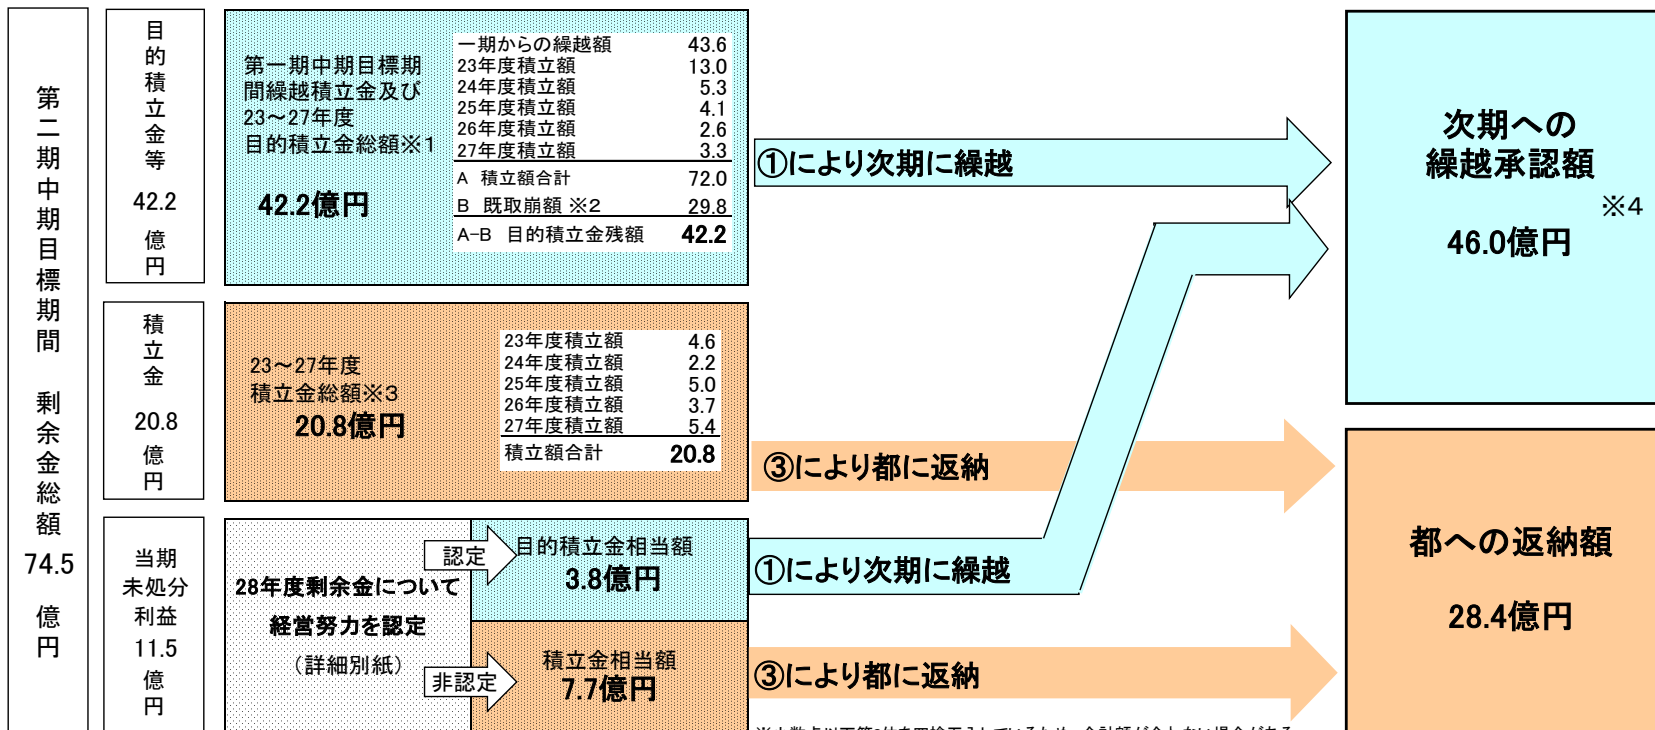 第二期中期目標期間 剰余金総額 74.5 億円
目的積立金等 42.2 億円
第一期中期目標期
間繰越積立金及び
23～27年度
目的積立金総額※1
42.2億円
一期からの繰越額 43.6
23年度積立額 13.0
24年度積立額 5.3
25年度積立額 4.1
26年度積立額 2.6
27年度積立額 3.3
A 積立額合計 72.0
B 既取崩額 ※2 29.8
A-B 目的積立金残額 42.2
①により次期に繰越
次期への
繰越承認額
※4
46.0億円
積立金 20.8 億円
23～27年度
積立金総額※3
20.8億円
23年度積立額 4.6
24年度積立額 2.2
25年度積立額 5.0
26年度積立額 3.7
27年度積立額 5.4
積立額合計 20.8
③により都に返納
当期
未処分
利益
11.5
億
円
28年度剰余金について
経営努力を認定
（詳細別紙）
認定
目的積立金相当額
3.8億円
①により次期に繰越
非認定
積立金相当額
7.7億円
③により都に返納
都への返納額
28.4億円